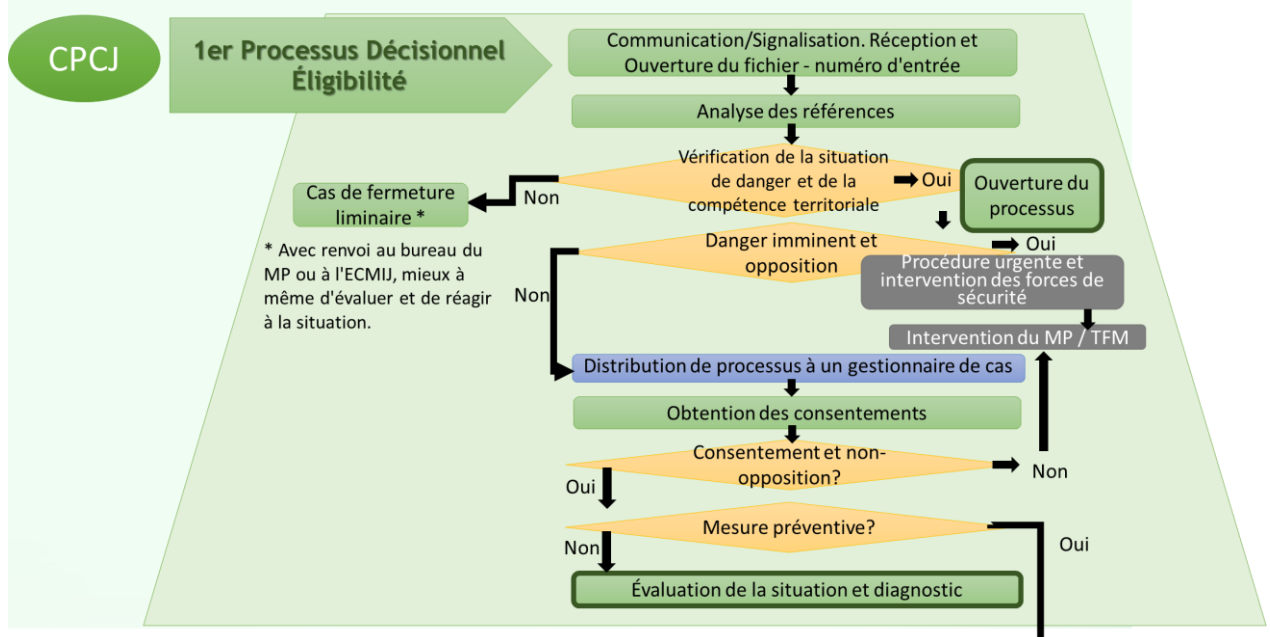 CPCJ
1er Processus Décisionnel
Éligibilité
Communication/Signalisation. Réception et
Ouverture du fichier - numéro d'entrée
Analyse des références
Vérification de la situation
de danger et de la
compétence territoriale
Oui
Ouverture du
processus
Non
Cas de fermeture
liminaire *
* Avec renvoi au bureau du
MP ou à l'ECMIJ, mieux à
même d'évaluer et de réagir
à la situation.
Danger imminent et
opposition
Oui
Non
Procédure urgente et
intervention des forces de
sécurité
Intervention du MP / TFM
Distribution de processus à un gestionnaire de cas
Obtention des consentements
Consentement et non-
opposition?
Non
Oui
Mesure préventive?
Oui
Non
Évaluation de la situation et diagnostic